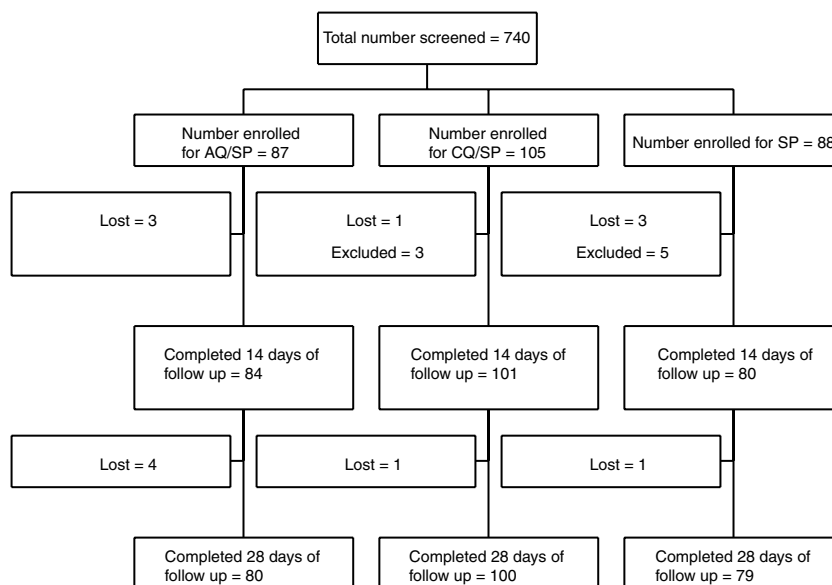 Total number screened = 740
Number enrolled
for AQ/SP = 87
Number enrolled
for CQ/SP = 105
Number enrolled for SP = 88
Lost = 3
Lost = 1
Excluded = 3
Lost = 3
Excluded = 5
Completed 14 days of
follow up = 84
Completed 14 days of
follow up = 101
Completed 14 days of
follow up = 80
Lost = 4
Lost = 1
Lost = 1
Completed 28 days of
follow up = 80
Completed 28 days of
follow up = 100
Completed 28 days of
follow up = 79